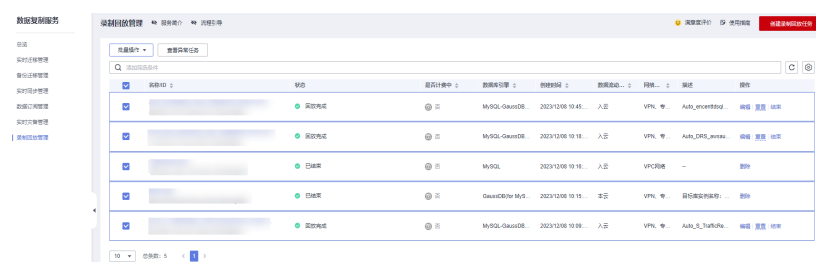 数据复制服务
总览
实时迁移管理
备份迁移管理
实时同步管理
数据订阅管理
实时灾备管理
录制回放管理
录制回放管理 服务简介 流程引导
满意度评价 使用指南 创建录制回放任务
批量操作 查看异常任务
添加筛选条件
名称/ID 状态 是否计费中 数据库引擎 创建时间 数据流动... 网络... 描述 操作
回放完成 否 MySQL-GaussDB... 2023/12/08 10:45:... 入云 VPN、专... 编辑 重置 结束
回放完成 否 MySQL-GaussDB... 2023/12/08 10:18:... 入云 VPN、专... Auto_DRS_avnau... 编辑 重置 结束
已结束 否 MySQL 2023/12/08 10:16:... 入云 VPC网络 -- 删除
已结束 否 GaussDB(for MyS... 2023/12/08 10:15:... 本云 VPN、专... 目标库实例名称： ... 删除
回放完成 否 MySQL-GaussDB... 2023/12/08 10:09:... 入云 VPN、专... Auto_S_TrafficRe... 编辑 重置 结束
10 总条数: 5 1